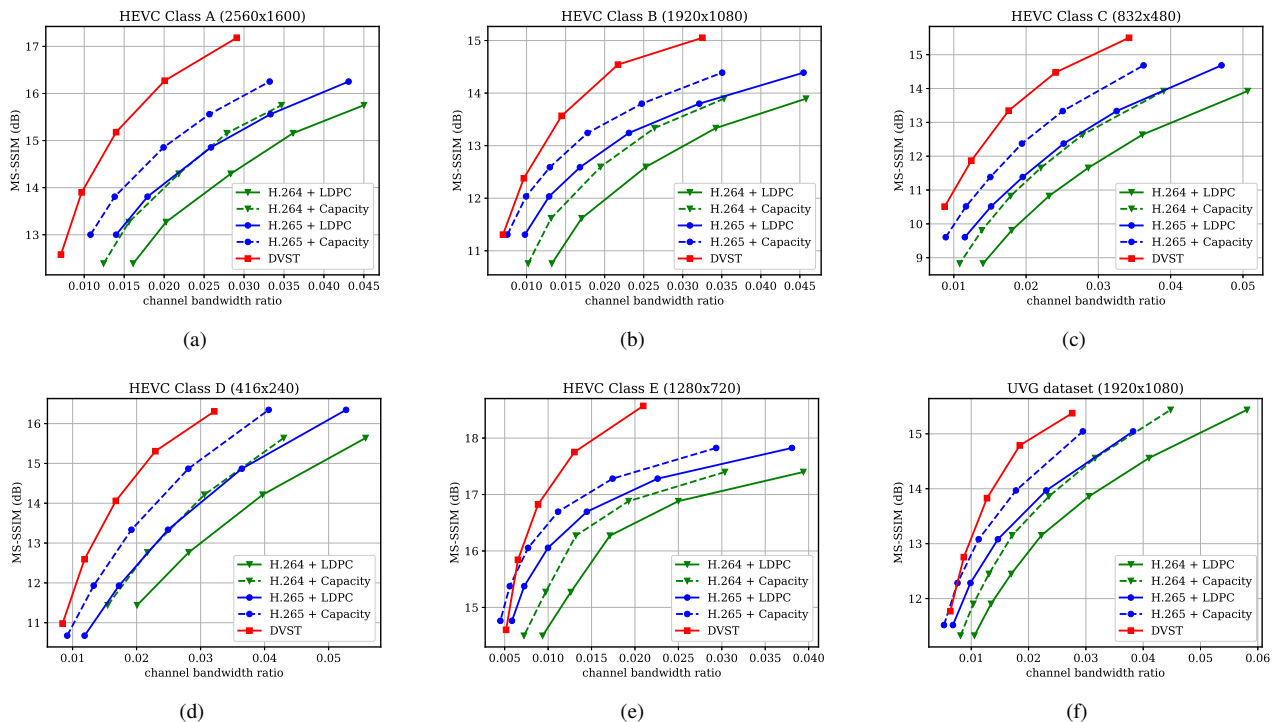 HEVC Class A (2560x1600)
MS-SSIM (dB)
17
16
15
14
13
0.010 0.015 0.020 0.025 0.030 0.035 0.040 0.045
channel bandwidth ratio
H.264 + LDPC
H.264 + Capacity
H.265 + LDPC
H.265 + Capacity
DVST
(a)
HEVC Class B (1920x1080)
MS-SSIM (dB)
15
14
13
12
11
0.010 0.015 0.020 0.025 0.030 0.035 0.040 0.045
channel bandwidth ratio
H.264 + LDPC
H.264 + Capacity
H.265 + LDPC
H.265 + Capacity
DVST
(b)
HEVC Class C (832x480)
MS-SSIM (dB)
15
14
13
12
11
10
9
0.01 0.02 0.03 0.04 0.05
channel bandwidth ratio
H.264 + LDPC
H.264 + Capacity
H.265 + LDPC
H.265 + Capacity
DVST
(c)
HEVC Class D (416x240)
MS-SSIM (dB)
16
15
14
13
12
11
0.01 0.02 0.03 0.04 0.05
channel bandwidth ratio
H.264 + LDPC
H.264 + Capacity
H.265 + LDPC
H.265 + Capacity
DVST
(d)
HEVC Class E (1280x720)
MS-SSIM (dB)
18
17
16
15
0.005 0.010 0.015 0.020 0.025 0.030 0.035 0.040
channel bandwidth ratio
H.264 + LDPC
H.264 + Capacity
H.265 + LDPC
H.265 + Capacity
DVST
(e)
UVG dataset (1920x1080)
MS-SSIM (dB)
15
14
13
12
0.01 0.02 0.03 0.04 0.05 0.06
channel bandwidth ratio
H.264 + LDPC
H.264 + Capacity
H.265 + LDPC
H.265 + Capacity
DVST
(f)